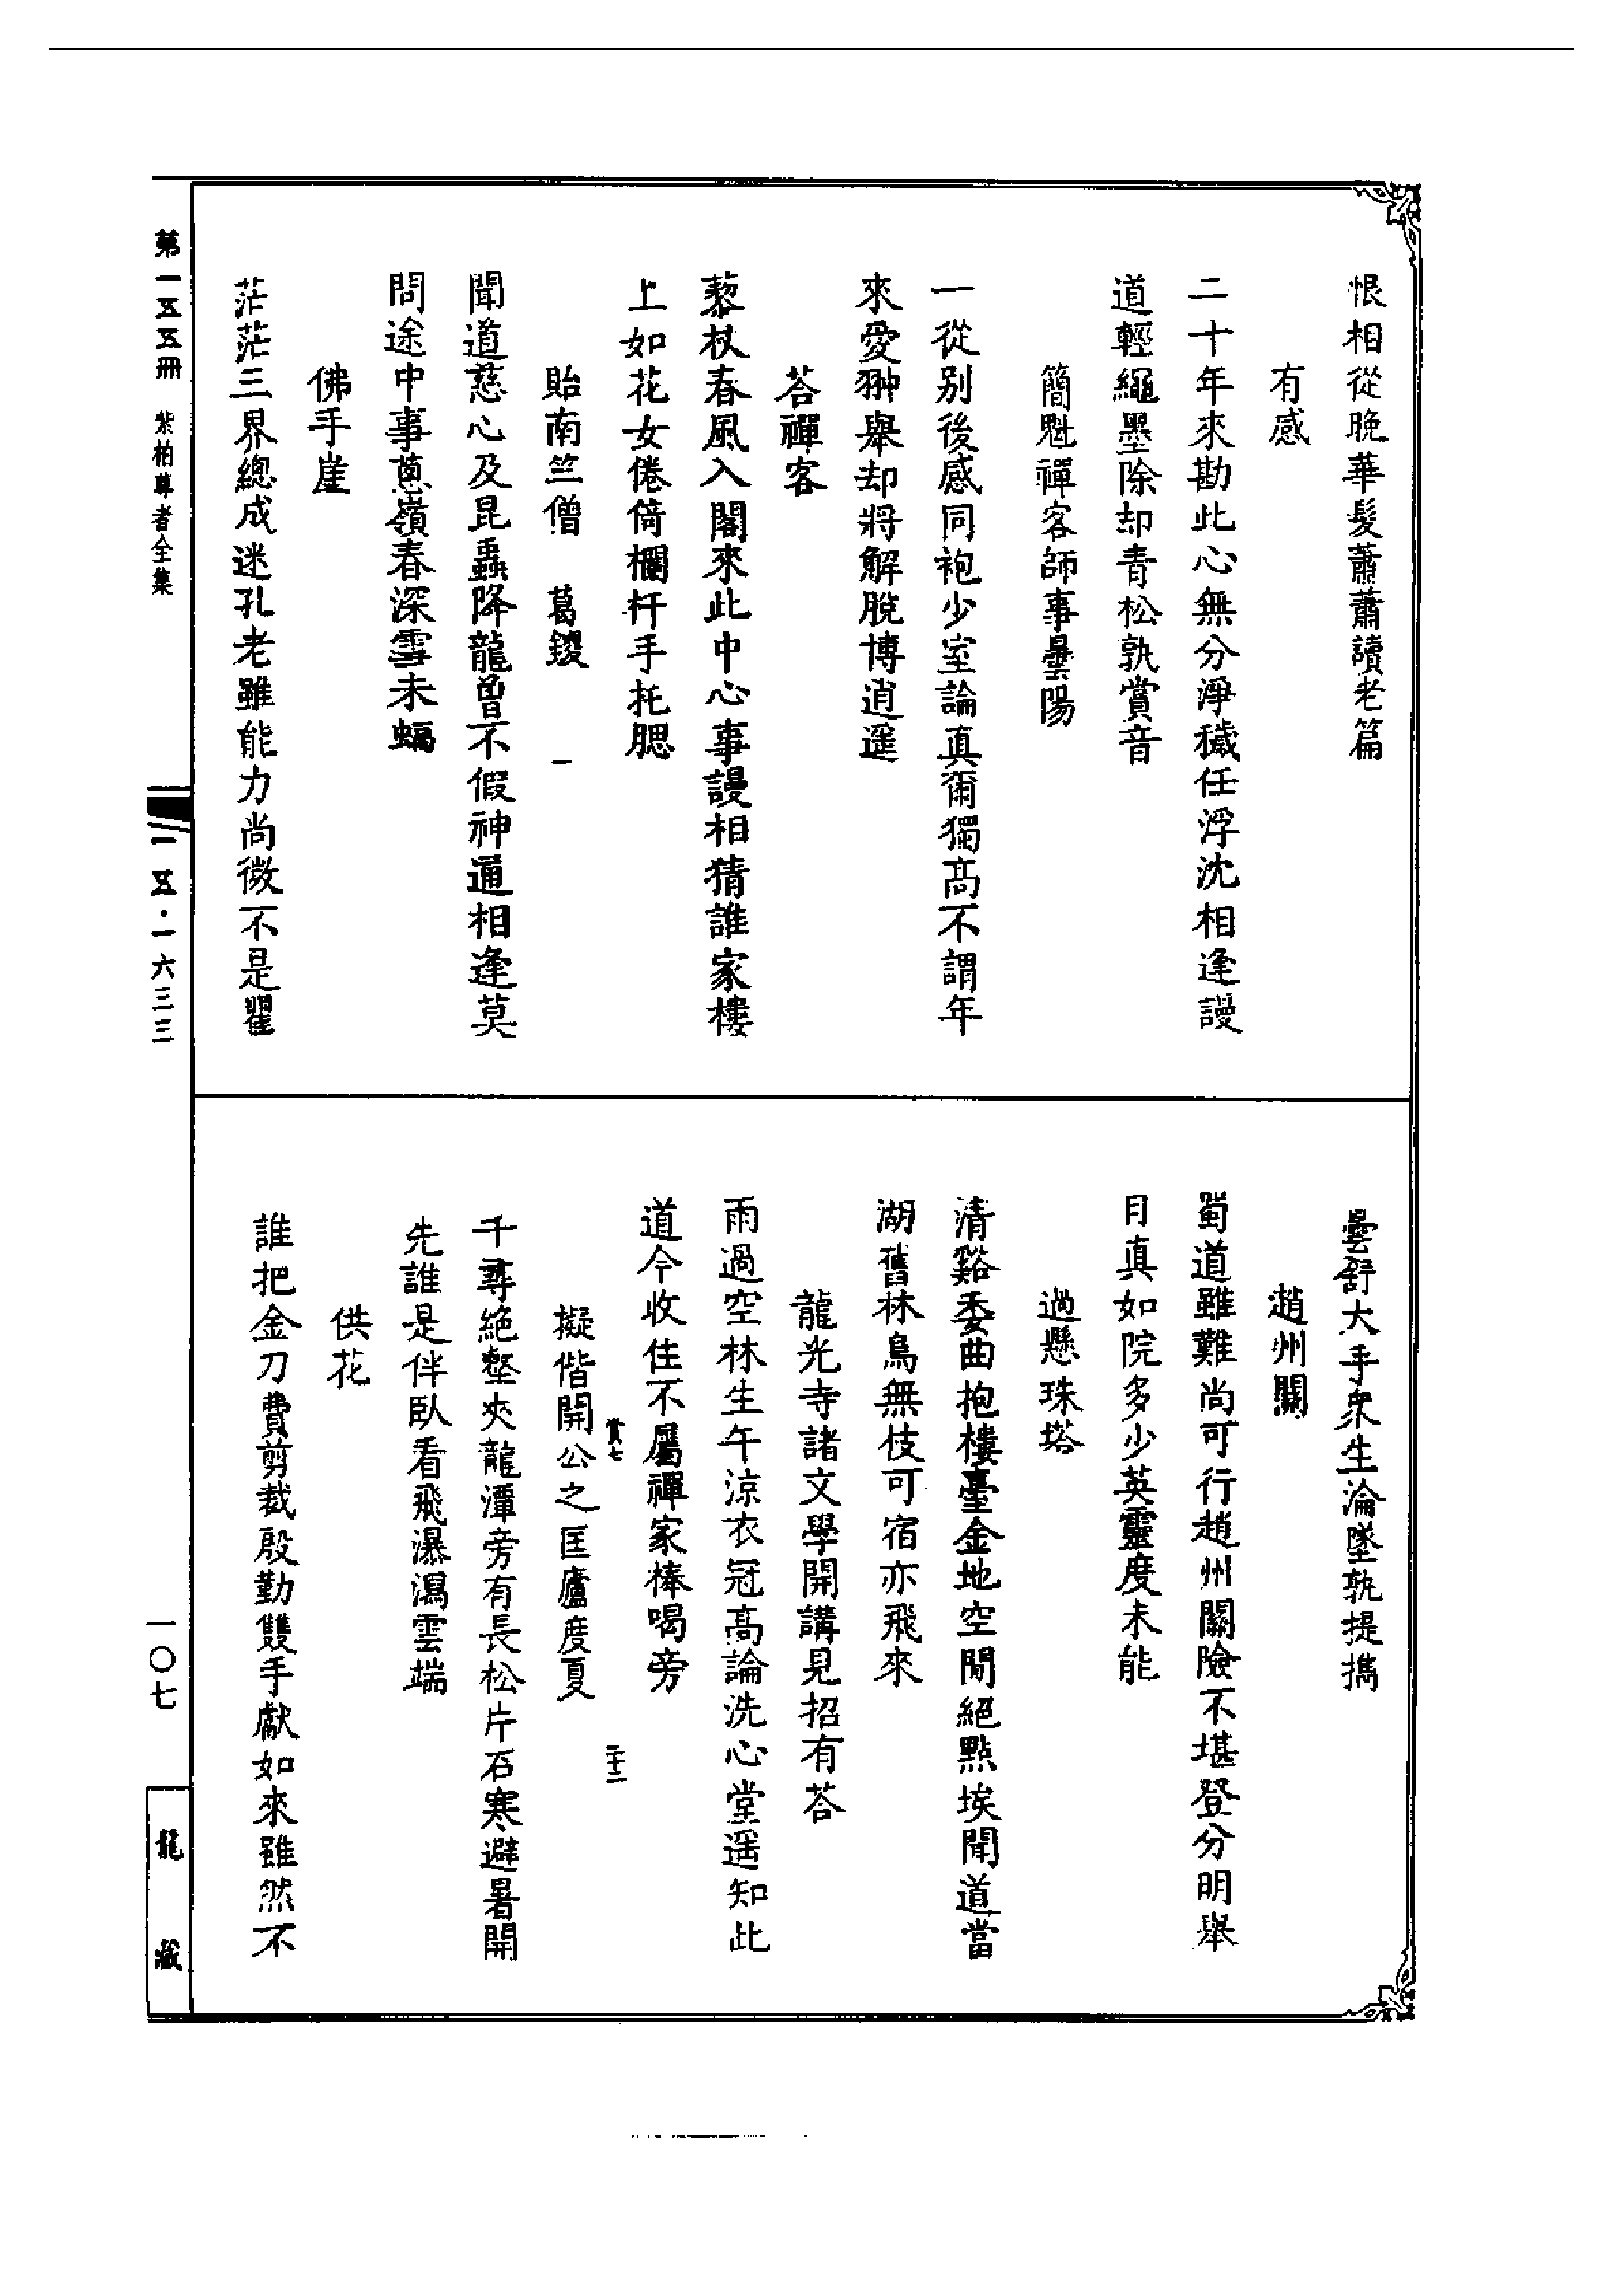 恨相從晚華髮蕭蕭讀老篇
有感
二十年來勘此心無分淨穢任浮沈相逢謾
道輕繩墨除却青松孰賞音
簡魁禪客師事曇陽
一從別後感同袍少室論真爾獨高不謂年
來愛翀舉却將解脫博逍遥
荅禪客
藜杖春風入閣來此中心事謾相猜誰家樓
上如花女倦倚欄杆手托腮
貽南竺僧 葛鑁 一
聞道慈心及昆蟲降龍曾不假神通相逢莫
問途中事蔥嶺春深雪未
佛手崖
茫茫三界總成迷孔老雖能力尚微不是瞿
曇舒大手衆生淪墜孰提攜
趙州關
蜀道雖難尚可行趙州關險不堪登分明舉
目真如院多少英靈度未能
過懸珠塔
清谿委曲抱樓臺金地空閒絕點埃聞道當
湖舊林鳥無枝可宿亦飛來
龍光寺諸文學開講見招有荅
雨過空林生午涼衣冠高論洗心堂遥知此
道今收住不屬禪家棒喝旁
賞七 二十二
擬偕開公之匡廬度夏
千尋絶壑夾龍潭旁有長松片石寒避暑開
先誰是伴臥看飛瀑瀉雲端
供花
誰把金刀費剪裁殷勤雙手獻如來雖然不
第一五五冊 紫柏尊者全集 一五·一六三三 一〇七 龍藏